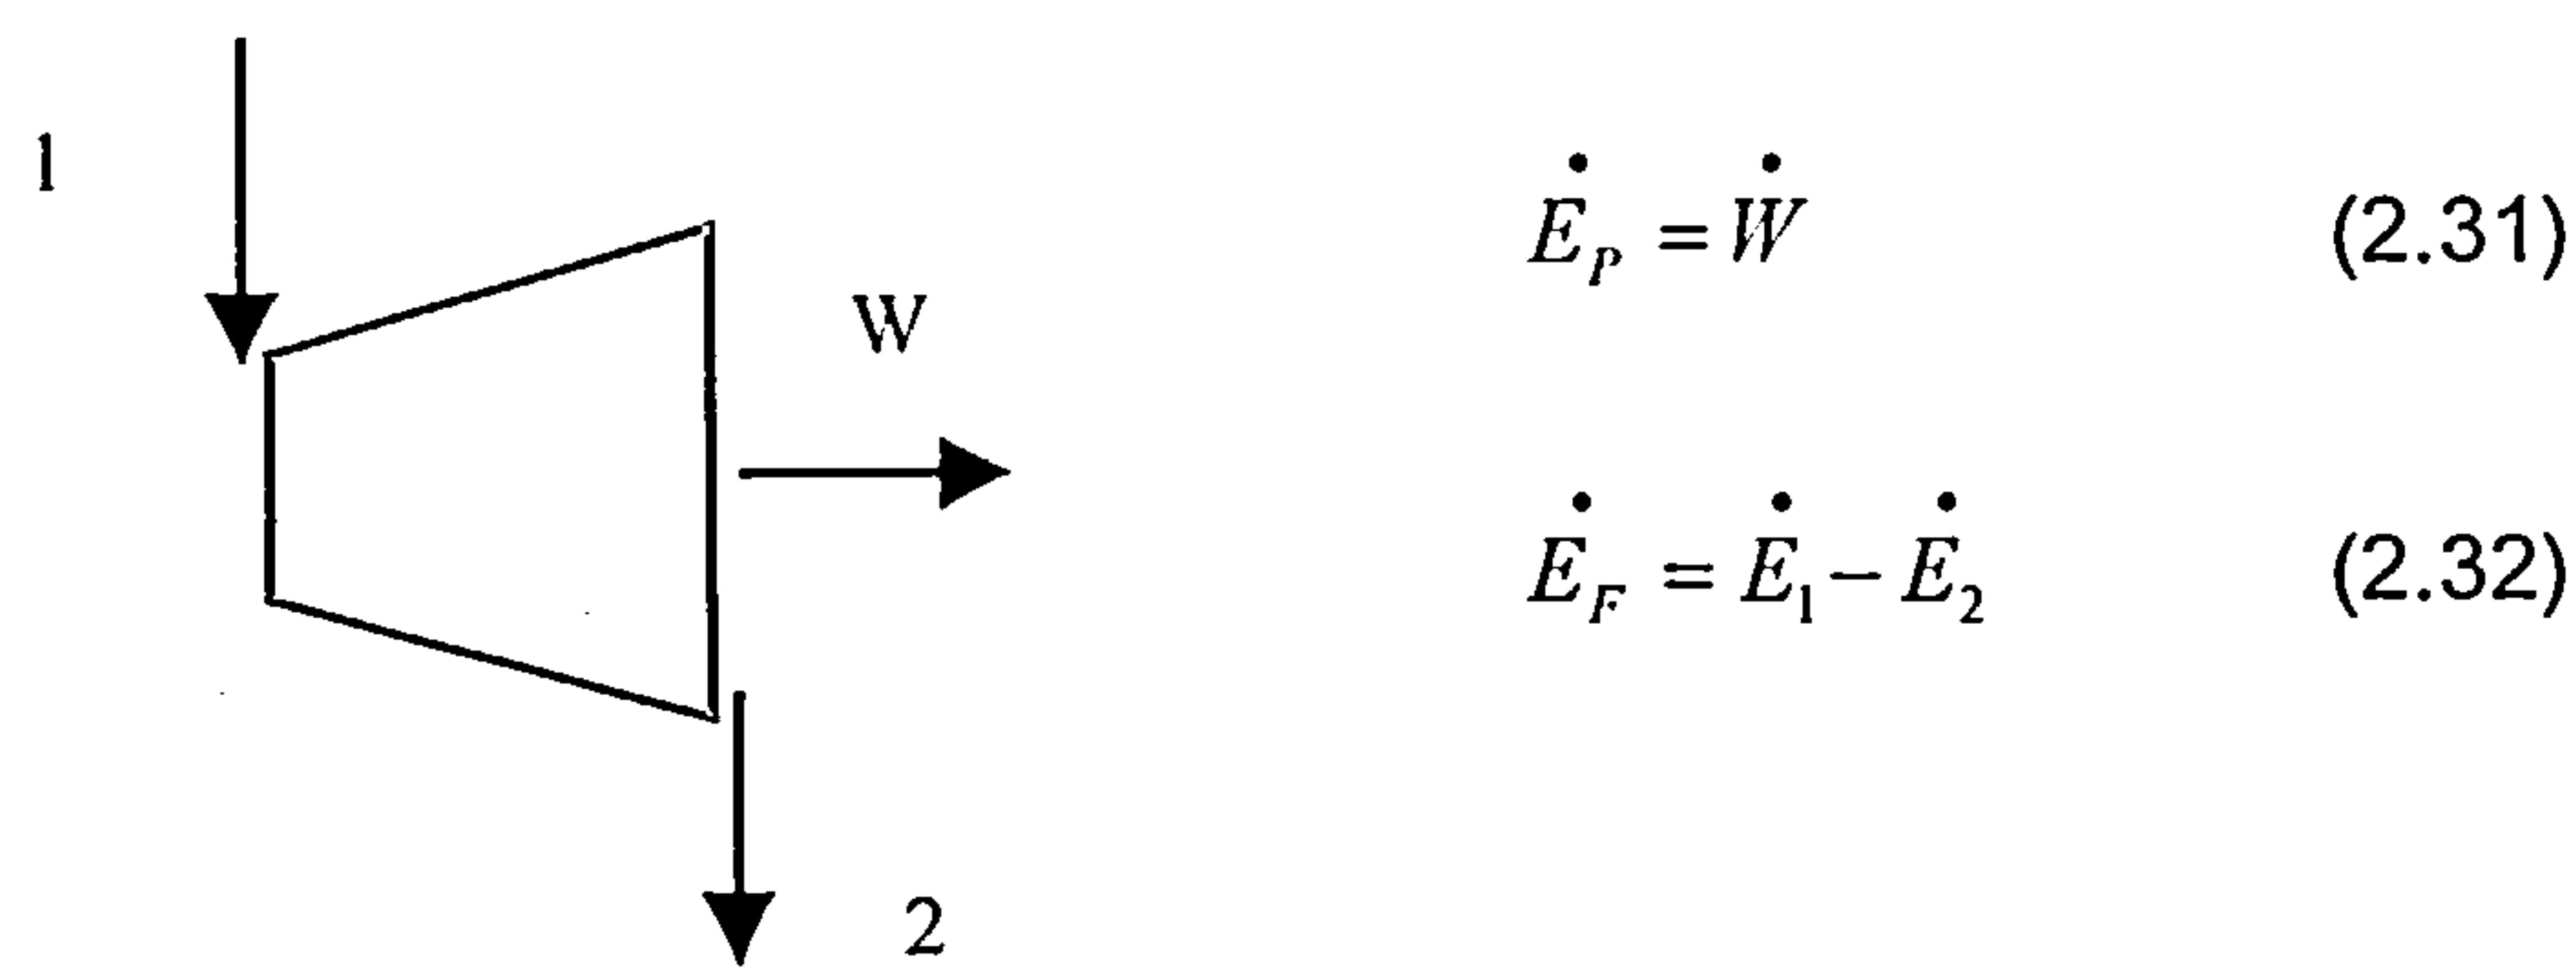 1
Ė_P = Ẇ (2.31)
W
Ė_F = Ė_1 − Ė_2 (2.32)
2